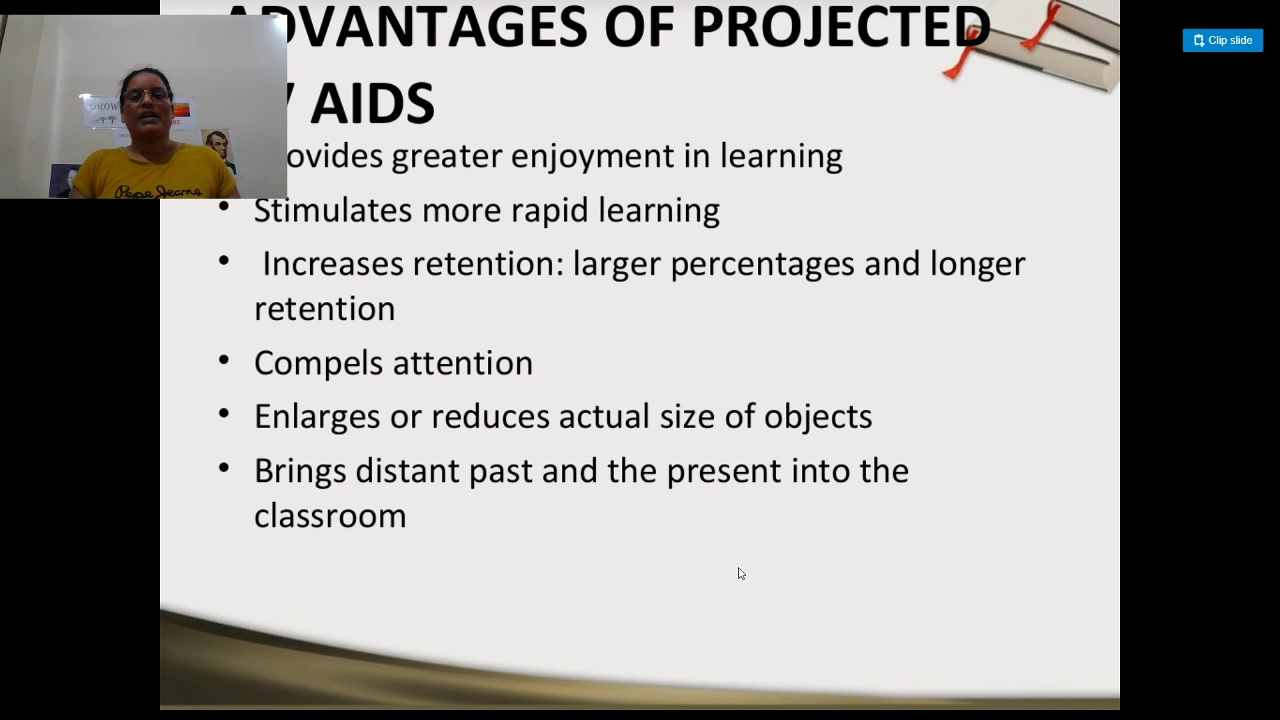 ADVANTAGES OF PROJECTED
AIDS
ovides greater enjoyment in learning
• Stimulates more rapid learning
• Increases retention: larger percentages and longer
retention
• Compels attention
• Enlarges or reduces actual size of objects
• Brings distant past and the present into the
classroom
Clip slide
GROW
Pepe Jeans